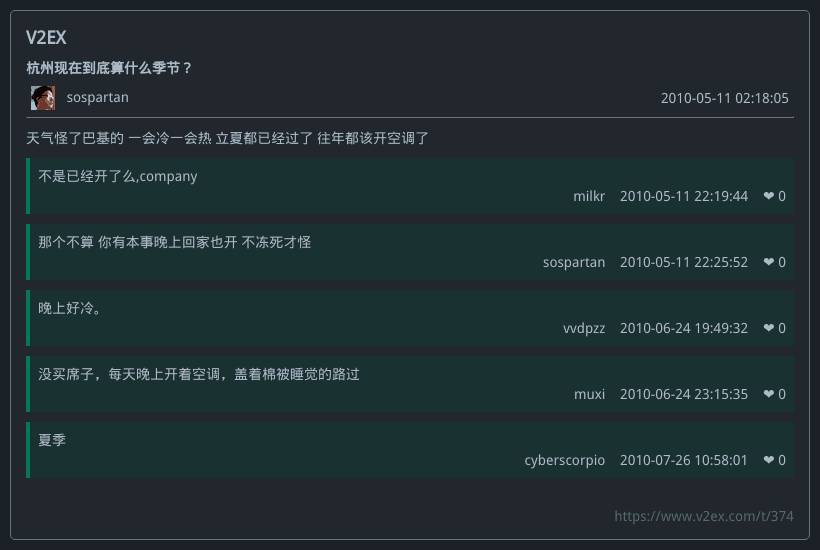 V2EX
杭州现在到底算什么季节？
sospartan 2010-05-11 02:18:05
天气怪了巴基的 一会冷一会热 立夏都已经过了 往年都该开空调了
不是已经开了么,company
milkr 2010-05-11 22:19:44 ❤ 0
那个不算 你有本事晚上回家也开 不冻死才怪
sospartan 2010-05-11 22:25:52 ❤ 0
晚上好冷。
vvdpzz 2010-06-24 19:49:32 ❤ 0
没买席子，每天晚上开着空调，盖着棉被睡觉的路过
muxi 2010-06-24 23:15:35 ❤ 0
夏季
cyberscorpio 2010-07-26 10:58:01 ❤ 0
https://www.v2ex.com/t/374